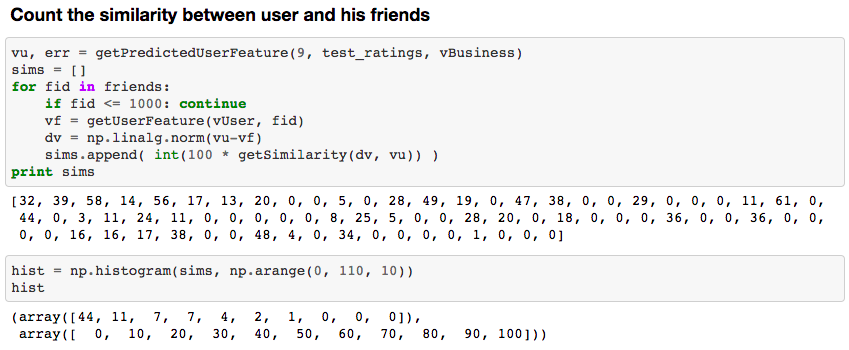 Count the similarity between user and his friends
vu, err = getPredictedUserFeature(9, test_ratings, vBusiness)
sims = []
for fid in friends:
    if fid <= 1000: continue
    vf = getUserFeature(vUser, fid)
    dv = np.linalg.norm(vu-vf)
    sims.append( int(100 * getSimilarity(dv, vu)) )
print sims
[32, 39, 58, 14, 56, 17, 13, 20, 0, 0, 5, 0, 28, 49, 19, 0, 47, 38, 0, 0, 29, 0, 0, 0, 11, 61, 0,
44, 0, 3, 11, 24, 11, 0, 0, 0, 0, 0, 8, 25, 5, 0, 0, 28, 20, 0, 18, 0, 0, 0, 36, 0, 0, 36, 0, 0,
0, 0, 16, 16, 17, 38, 0, 0, 48, 4, 0, 34, 0, 0, 0, 0, 1, 0, 0, 0]
hist = np.histogram(sims, np.arange(0, 110, 10))
hist
(array([44, 11, 7, 7, 4, 2, 1, 0, 0, 0]),
array([ 0, 10, 20, 30, 40, 50, 60, 70, 80, 90, 100]))